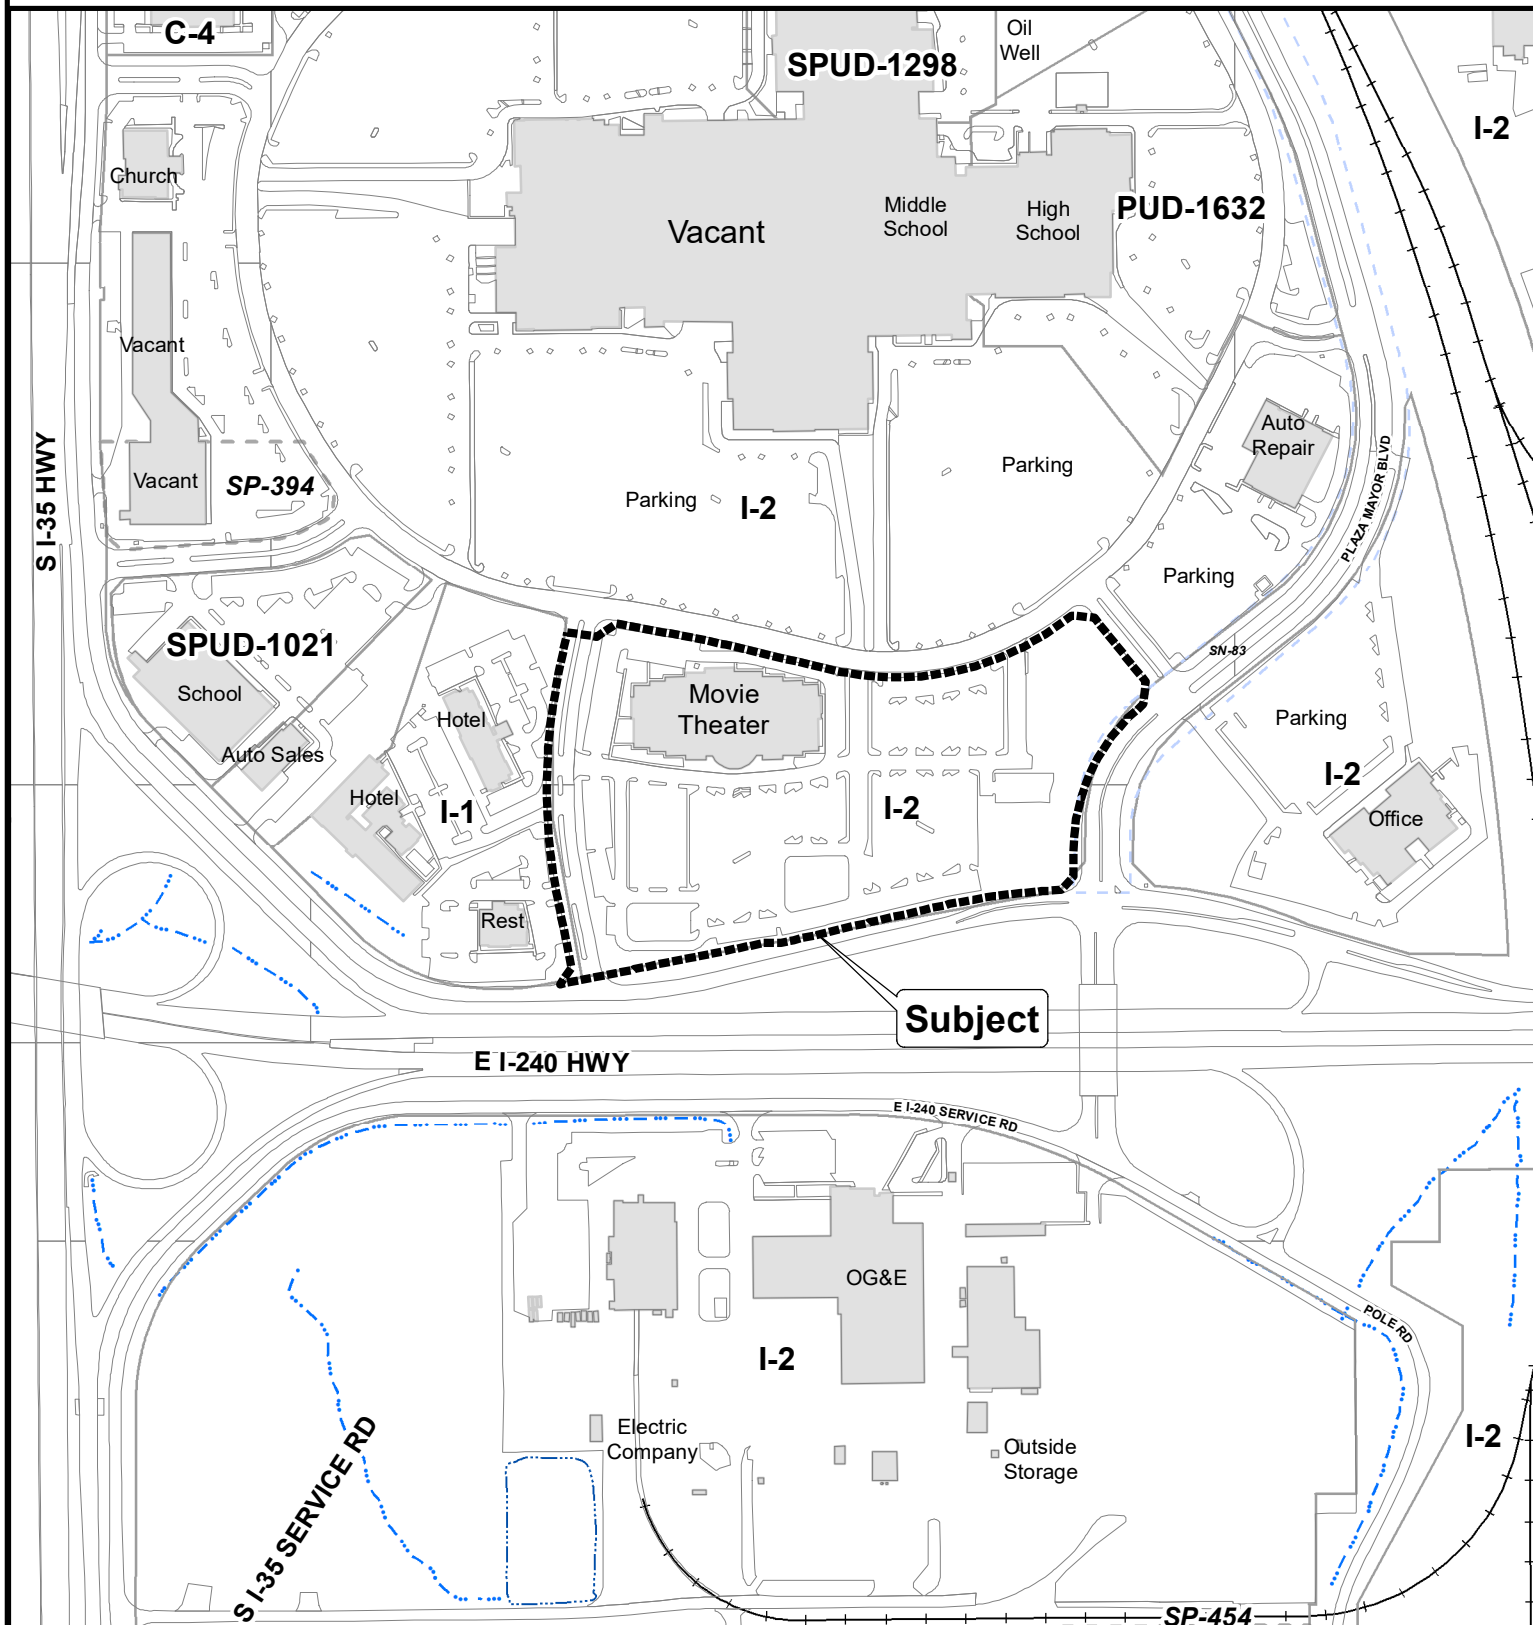 C-4
SPUD-1298
Oil
Well
I-2
Church
Vacant
Middle
School
High
School
PUD-1632
Vacant
Auto
Repair
S I-35 HWY
Vacant
SP-394
Parking
Parking
I-2
PLAZA MAYOR BLVD
Parking
SPUD-1021
School
SN-83
Movie
Theater
Hotel
Parking
Auto Sales
Hotel
I-1
I-2
I-2
Office
Rest
Subject
E I-240 HWY
E I-240 SERVICE RD
OG&E
POLE RD
I-2
Electric
Company
Outside
Storage
I-2
S I-35 SERVICE RD
SP-454